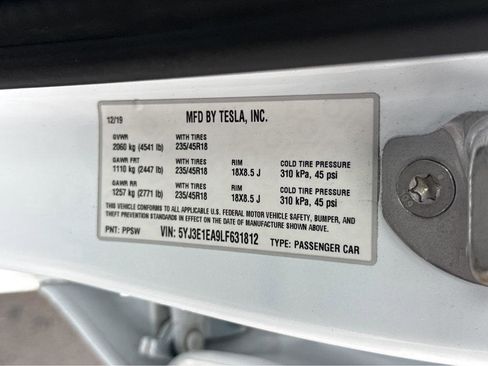 12/19 MFD BY TESLA, INC.
GVWR WITH TIRES
2060 kg (4541 lb) 235/45R18
GAWR FRT WITH TIRES RIM COLD TIRE PRESSURE
1110 kg (2447 lb) 235/45R18 18X8.5 J 310 kPa, 45 psi
GAWR RR WITH TIRES RIM COLD TIRE PRESSURE
1257 kg (2771 lb) 235/45R18 18X8.5 J 310 kPa, 45 psi
THIS VEHICLE CONFORMS TO ALL APPLICABLE U.S. FEDERAL MOTOR VEHICLE SAFETY, BUMPER, AND
THEFT PREVENTION STANDARDS IN EFFECT ON THE DATE OF MANUFACTURE SHOWN ABOVE.
PNT: PPSW VIN: 5YJ3E1EA9LF631812 TYPE: PASSENGER CAR